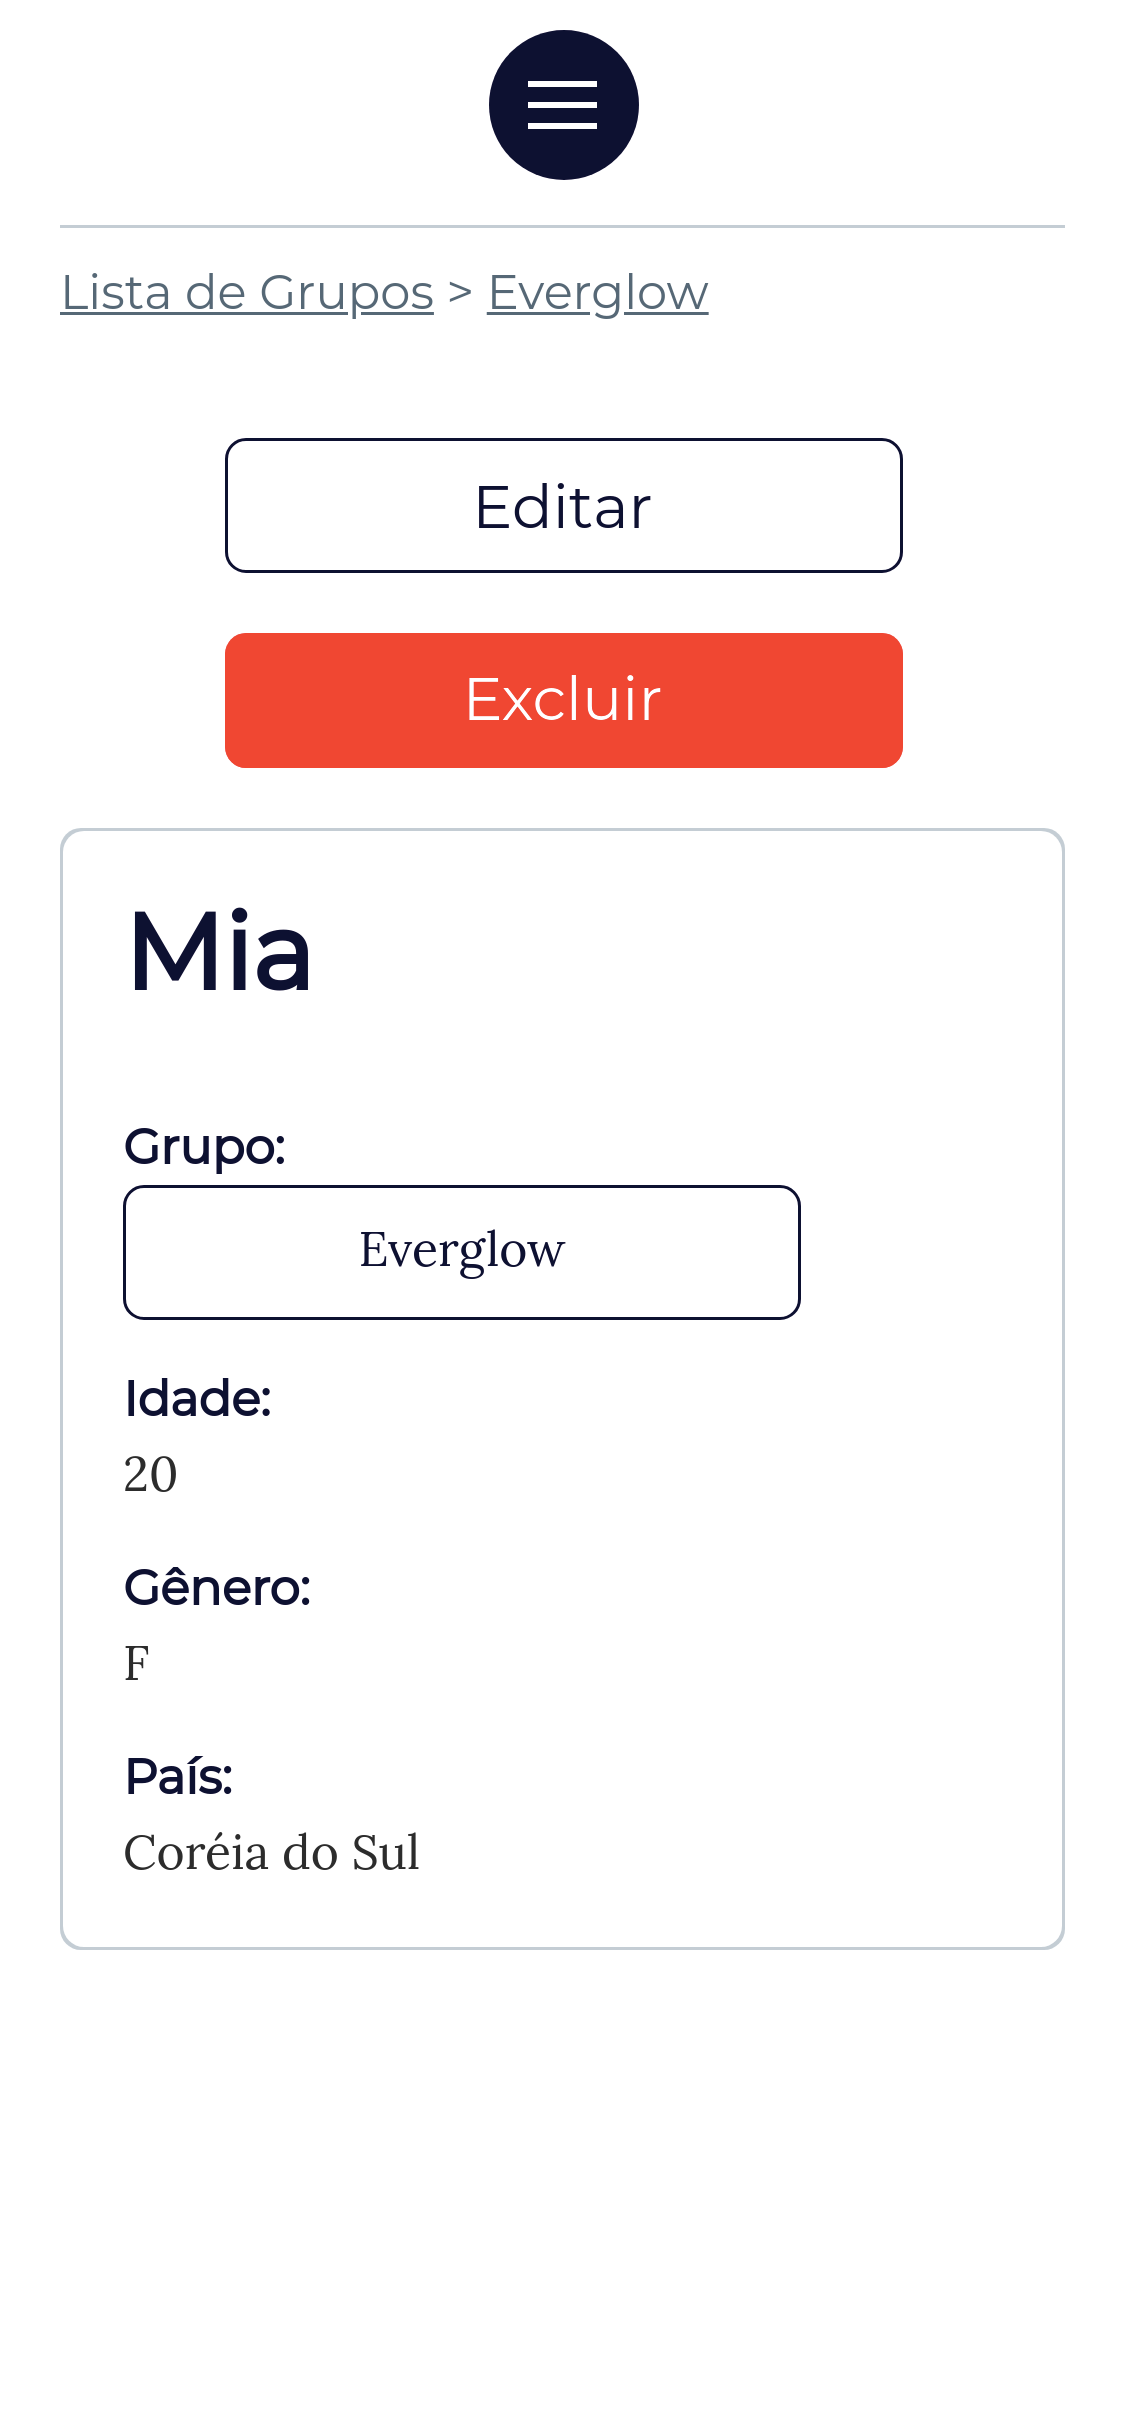 Lista de Grupos > Everglow
Editar
Excluir
Mia
Grupo:
Everglow
Idade:
20
Gênero:
F
País:
Coréia do Sul